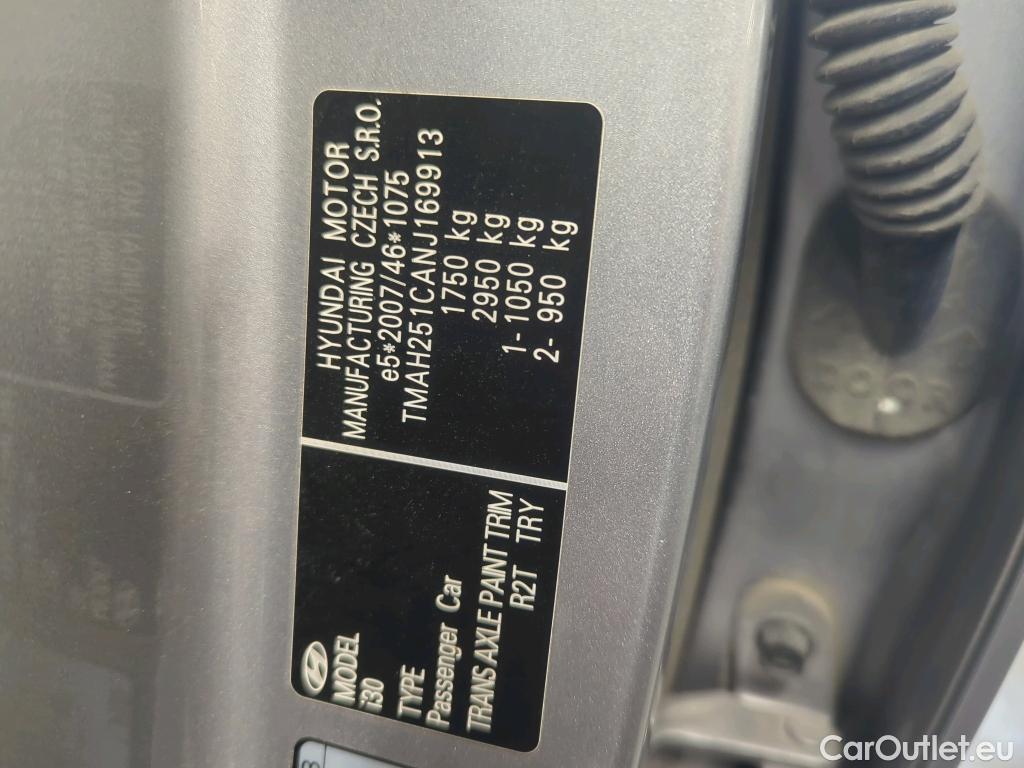 MODEL
i30
TYPE
Passenger Car
TRANS AXLE PAINT TRIM
R2T TRY
HYUNDAI MOTOR
MANUFACTURING CZECH S.R.O.
e5*2007/46*1075
TMAH251CANJ169913
1750 kg
2950 kg
1- 1050 kg
2- 950 kg
CarOutlet.eu